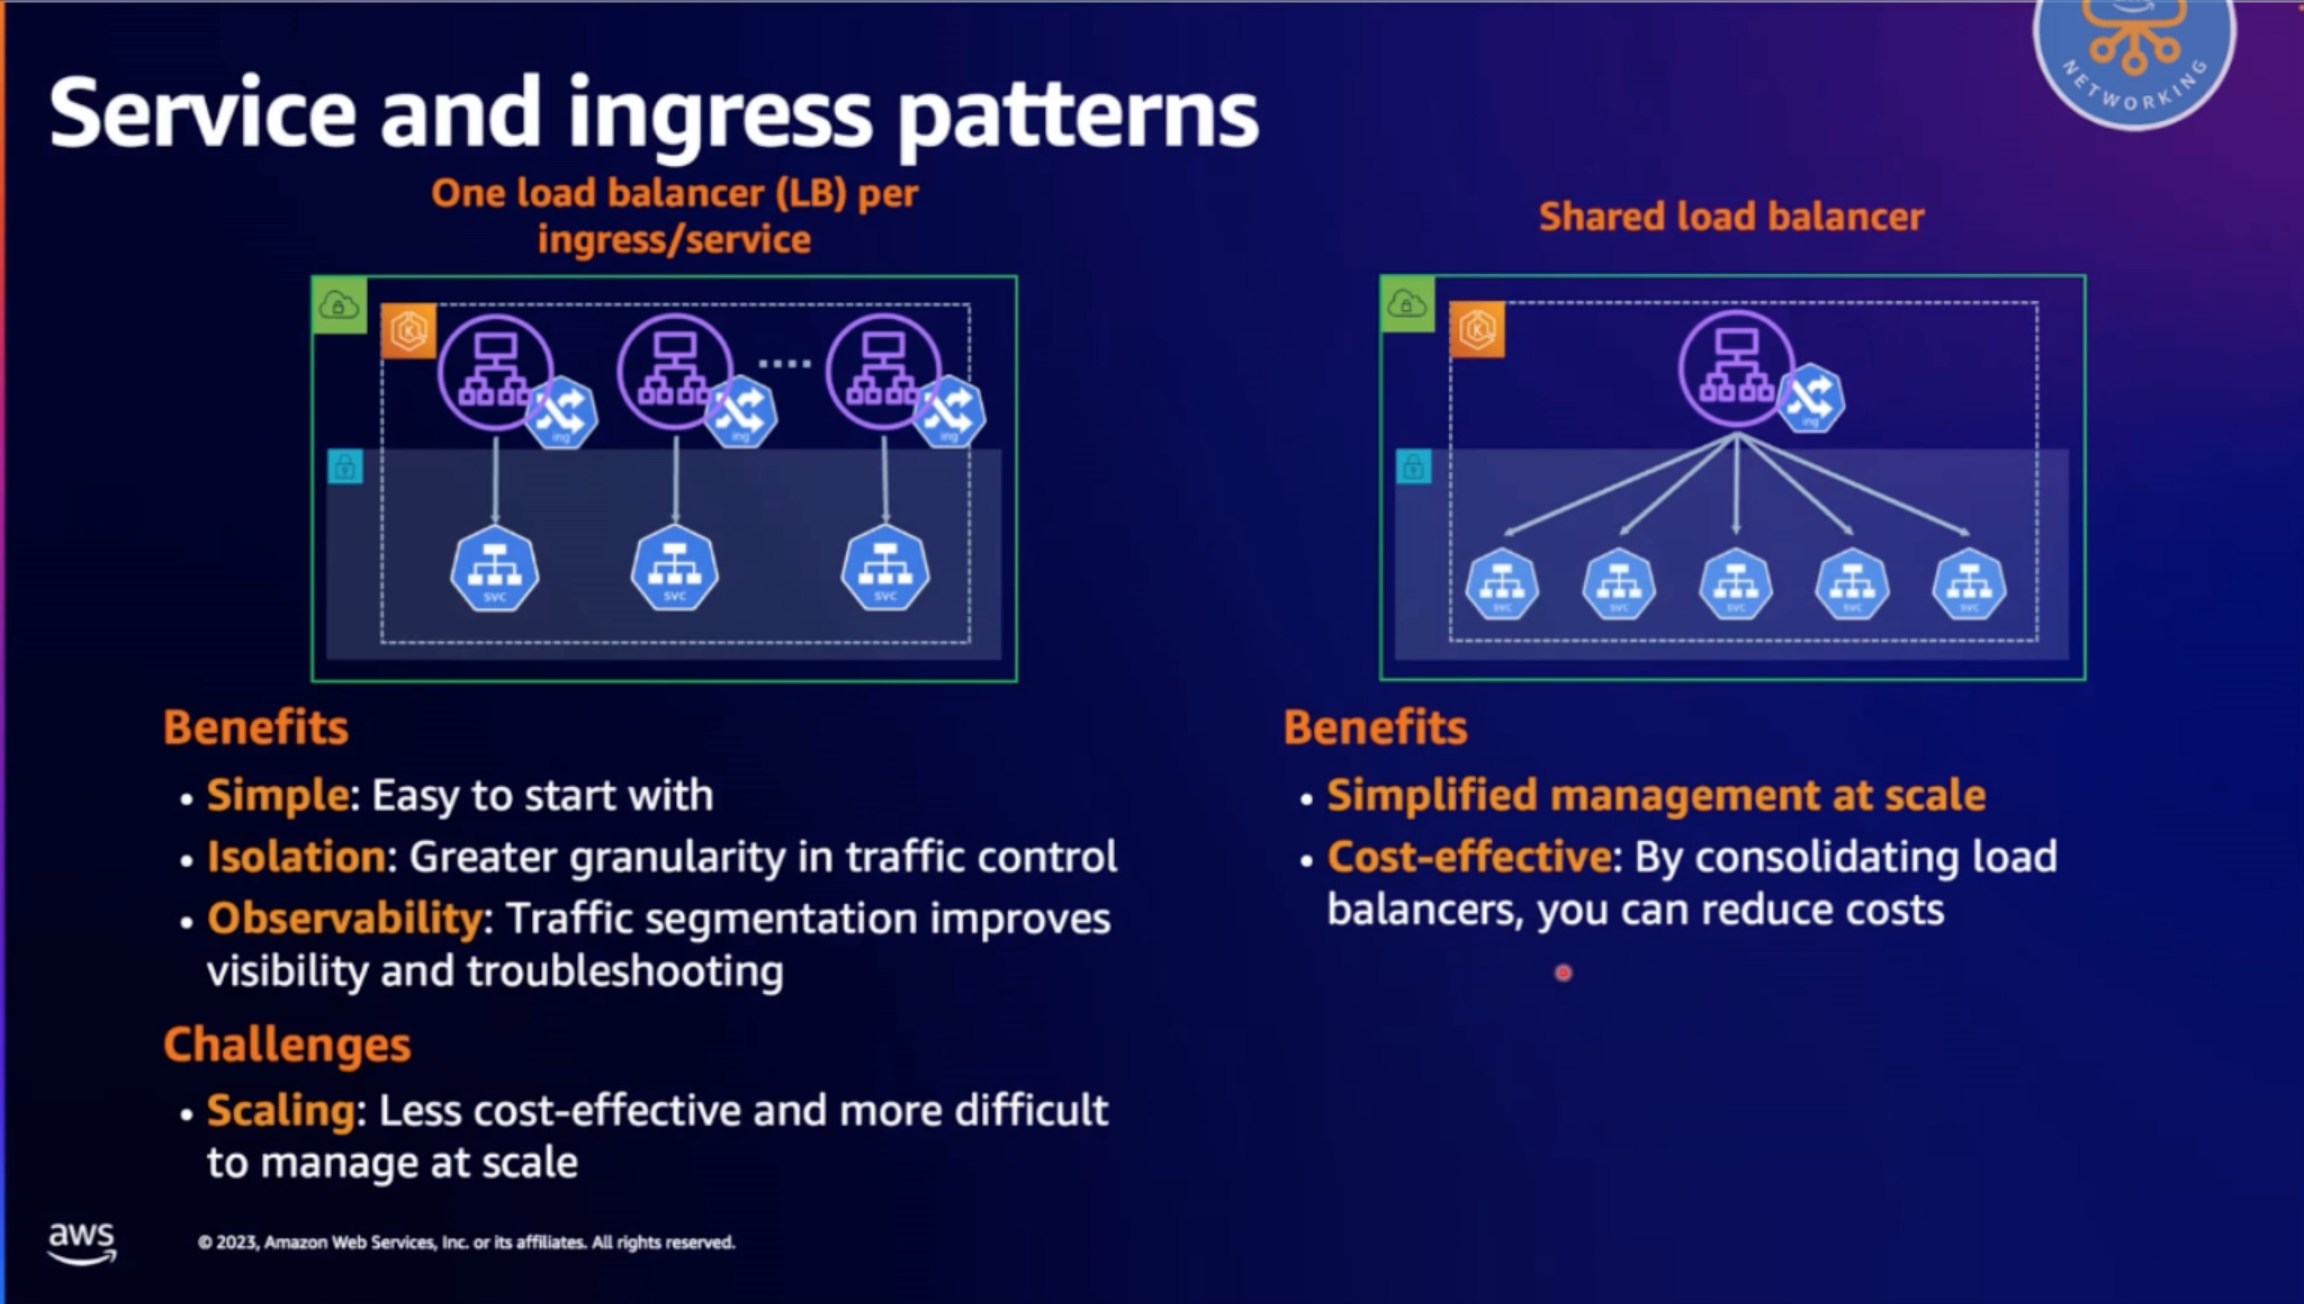 NETWORKING
Service and ingress patterns
One load balancer (LB) per
ingress/service
ing
ing
....
ing
svc
svc
svc
Benefits
• Simple: Easy to start with
• Isolation: Greater granularity in traffic control
• Observability: Traffic segmentation improves
visibility and troubleshooting
Challenges
• Scaling: Less cost-effective and more difficult
to manage at scale
Shared load balancer
ing
svc
svc
svc
svc
svc
Benefits
• Simplified management at scale
• Cost-effective: By consolidating load
balancers, you can reduce costs
aws
© 2023, Amazon Web Services, Inc. or its affiliates. All rights reserved.